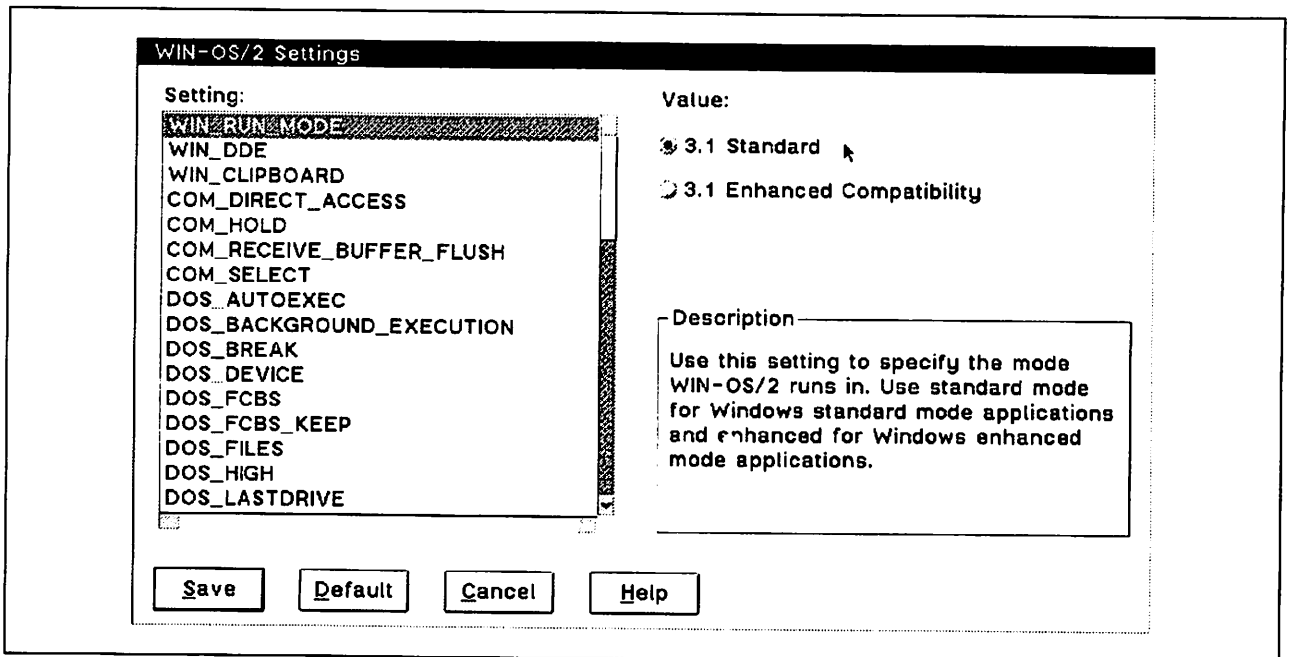 WIN-OS/2 Settings
Setting:
WIN_RUN_MODE
WIN_DDE
WIN_CLIPBOARD
COM_DIRECT_ACCESS
COM_HOLD
COM_RECEIVE_BUFFER_FLUSH
COM_SELECT
DOS_AUTOEXEC
DOS_BACKGROUND_EXECUTION
DOS_BREAK
DOS_DEVICE
DOS_FCBS
DOS_FCBS_KEEP
DOS_FILES
DOS_HIGH
DOS_LASTDRIVE
Value:
3.1 Standard
3.1 Enhanced Compatibility
Description
Use this setting to specify the mode
WIN-OS/2 runs in. Use standard mode
for Windows standard mode applications
and enhanced for Windows enhanced
mode applications.
Save
Default
Cancel
Help